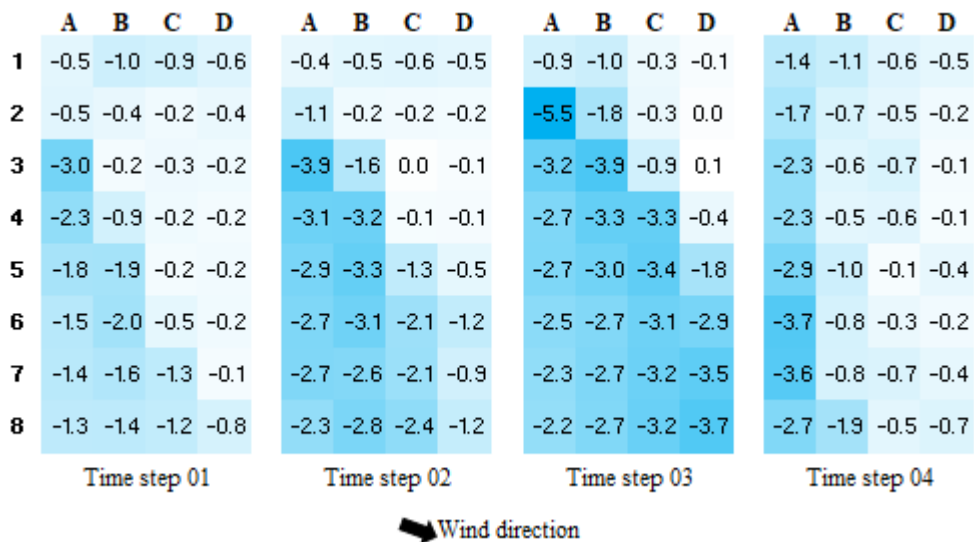 A B C D A B C D A B C D A B C D
1 -0.5 -1.0 -0.9 -0.6 -0.4 -0.5 -0.6 -0.5 -0.9 -1.0 -0.3 -0.1 -1.4 -1.1 -0.6 -0.5
2 -0.5 -0.4 -0.2 -0.4 -1.1 -0.2 -0.2 -0.2 -5.5 -1.8 -0.3 0.0 -1.7 -0.7 -0.5 -0.2
3 -3.0 -0.2 -0.3 -0.2 -3.9 -1.6 0.0 -0.1 -3.2 -3.9 -0.9 0.1 -2.3 -0.6 -0.7 -0.1
4 -2.3 -0.9 -0.2 -0.2 -3.1 -3.2 -0.1 -0.1 -2.7 -3.3 -3.3 -0.4 -2.3 -0.5 -0.6 -0.1
5 -1.8 -1.9 -0.2 -0.2 -2.9 -3.3 -1.3 -0.5 -2.7 -3.0 -3.4 -1.8 -2.9 -1.0 -0.1 -0.4
6 -1.5 -2.0 -0.5 -0.2 -2.7 -3.1 -2.1 -1.2 -2.5 -2.7 -3.1 -2.9 -3.7 -0.8 -0.3 -0.2
7 -1.4 -1.6 -1.3 -0.1 -2.7 -2.6 -2.1 -0.9 -2.3 -2.7 -3.2 -3.5 -3.6 -0.8 -0.7 -0.4
8 -1.3 -1.4 -1.2 -0.8 -2.3 -2.8 -2.4 -1.2 -2.2 -2.7 -3.2 -3.7 -2.7 -1.9 -0.5 -0.7
Time step 01 Time step 02 Time step 03 Time step 04
Wind direction